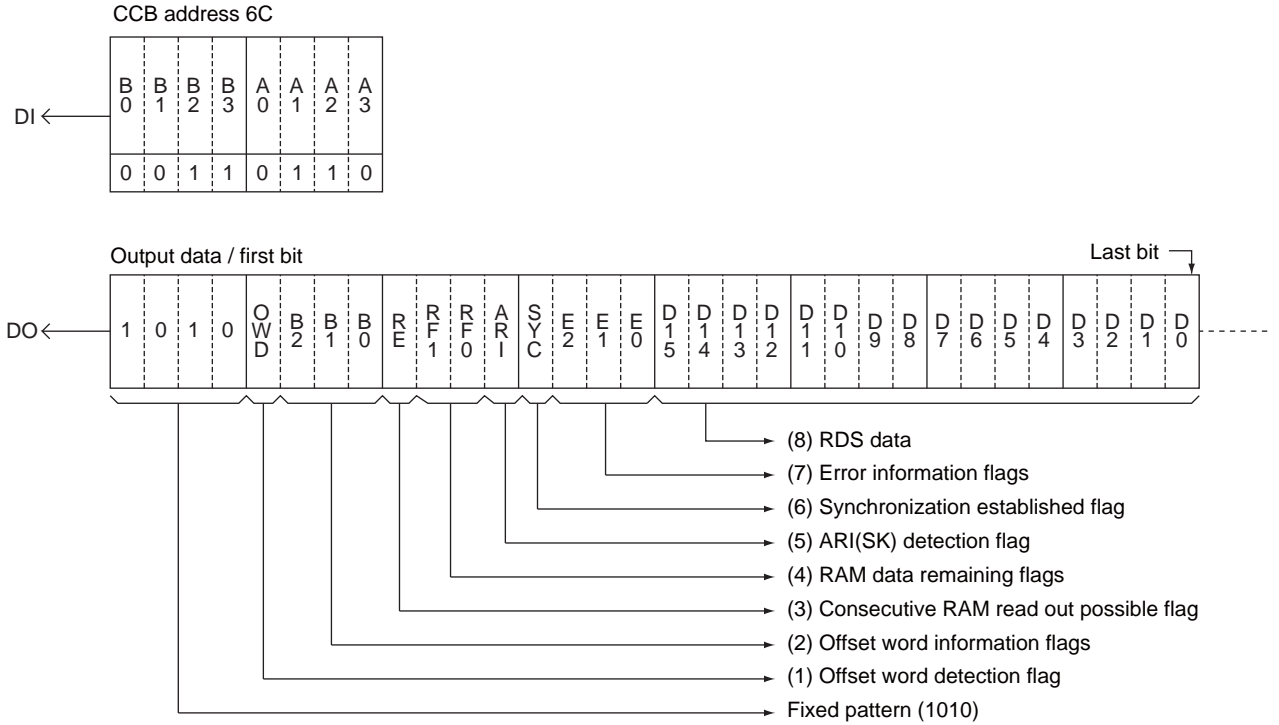 CCB address 6C
DI
B0 B1 B2 B3 A0 A1 A2 A3
0 0 1 1 0 1 1 0
Output data / first bit
Last bit
DO
1 0 1 0 OWD B2 B1 B0 RE RF1 RF0 ARI SYC E2 E1 E0 D15 D14 D13 D12 D11 D10 D9 D8 D7 D6 D5 D4 D3 D2 D1 D0
(8) RDS data
(7) Error information flags
(6) Synchronization established flag
(5) ARI(SK) detection flag
(4) RAM data remaining flags
(3) Consecutive RAM read out possible flag
(2) Offset word information flags
(1) Offset word detection flag
Fixed pattern (1010)